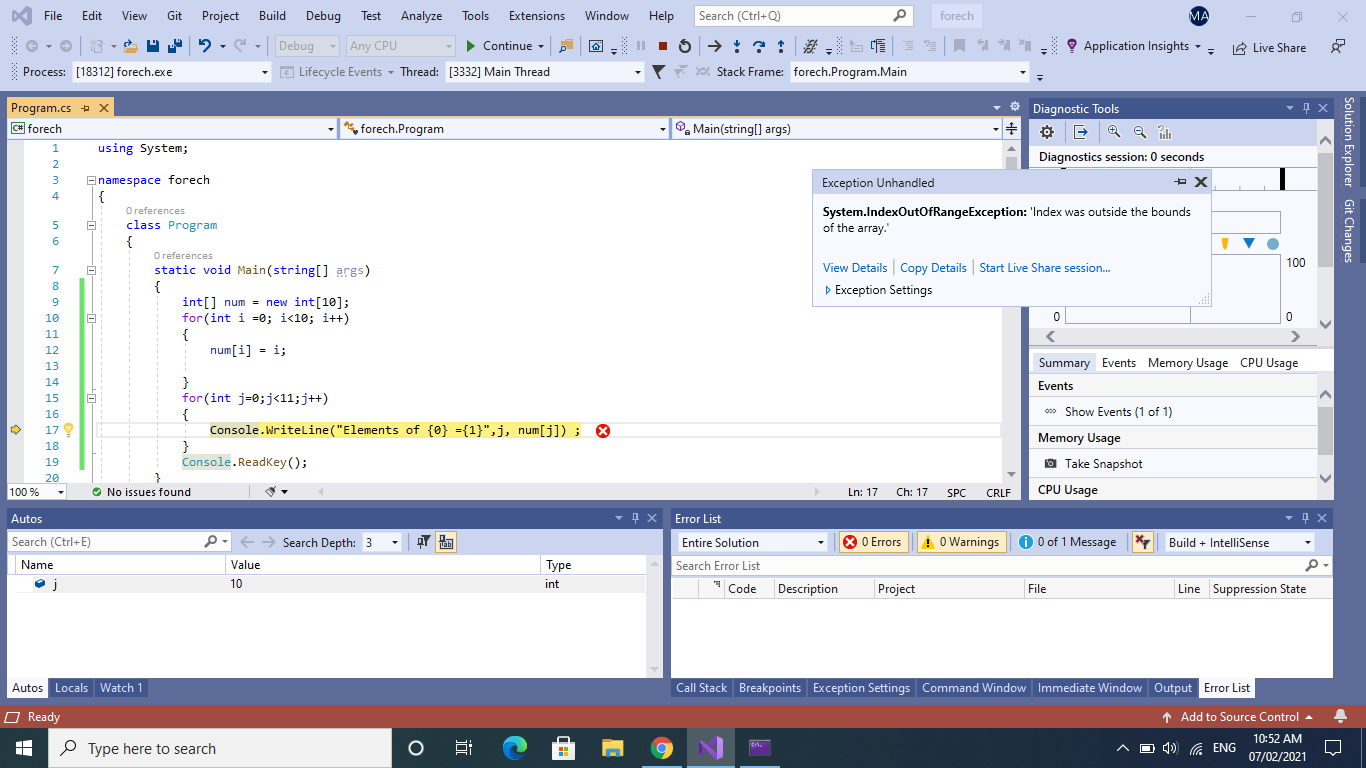 File Edit View Git Project Build Debug Test Analyze Tools Extensions Window Help Search (Ctrl+Q) forech MA
Debug Any CPU Continue Application Insights Live Share
Process: [18312] forech.exe Lifecycle Events Thread: [3332] Main Thread Stack Frame: forech.Program.Main
Program.cs
forech forech.Program Main(string[] args)
1 using System;
2
3 namespace forech
4 {
0 references
5 class Program
6 {
0 references
7 static void Main(string[] args)
8 {
9 int[] num = new int[10];
10 for(int i =0; i<10; i++)
11 {
12 num[i] = i;
13
14 }
15 for(int j=0;j<11;j++)
16 {
17 Console.WriteLine("Elements of {0} ={1}",j, num[j]) ;
18 }
19 Console.ReadKey();
20 }
100 % No issues found Ln: 17 Ch: 17 SPC CRLF
Exception Unhandled
System.IndexOutOfRangeException: 'Index was outside the bounds
of the array.'
View Details Copy Details Start Live Share session...
Exception Settings
Diagnostic Tools
Diagnostics session: 0 seconds
100
0 0
Summary Events Memory Usage CPU Usage
Events
Show Events (1 of 1)
Memory Usage
Take Snapshot
CPU Usage
Solution Explorer
Git Changes
Autos
Search (Ctrl+E) Search Depth: 3
Name Value Type
j 10 int
Autos Locals Watch 1
Error List
Entire Solution 0 Errors 0 Warnings 0 of 1 Message Build + IntelliSense
Search Error List
Code Description Project File Line Suppression State
Call Stack Breakpoints Exception Settings Command Window Immediate Window Output Error List
Ready Add to Source Control
Type here to search ENG 10:52 AM
07/02/2021